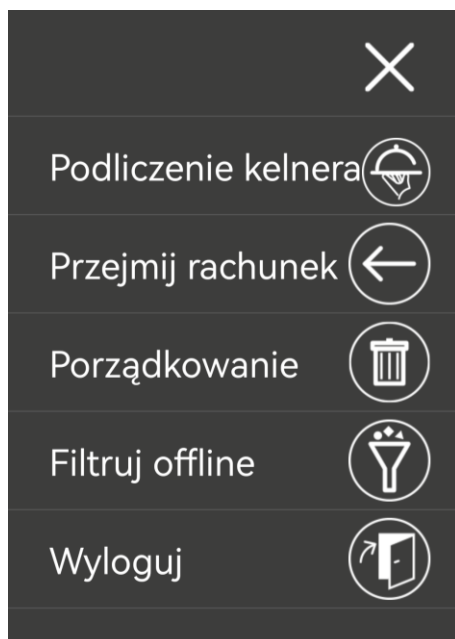 Podliczenie kelnera
Przejmij rachunek
Porządkowanie
Filtruj offline
Wyloguj